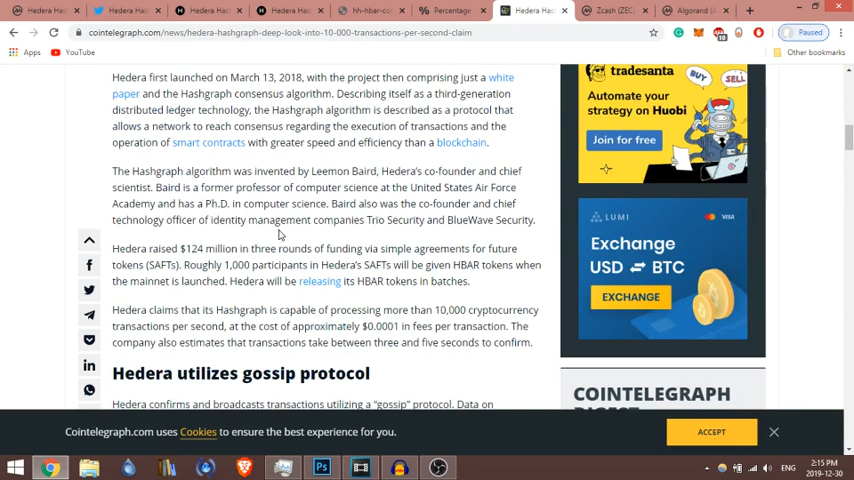 Hedera Has
Twitter
Hedera Hash
Hedera Hash
hh-hbar-co
Percentage
Hedera Has
Zcash (ZEC)
Algorand (A
cointelegraph.com/news/hedera-hashgraph-deep-look-into-10-000-transactions-per-second-claim
18
Paused
Apps
YouTube
Other bookmarks
Hedera first launched on March 13, 2018, with the project then comprising just a white
paper and the Hashgraph consensus algorithm. Describing itself as a third-generation
distributed ledger technology, the Hashgraph algorithm is described as a protocol that
allows a network to reach consensus regarding the execution of transactions and the
operation of smart contracts with greater speed and efficiency than a blockchain.
The Hashgraph algorithm was invented by Leemon Baird, Hedera's co-founder and chief
scientist. Baird is a former professor of computer science at the United States Air Force
Academy and has a Ph.D. in computer science. Baird also was the co-founder and chief
technology officer of identity management companies Trio Security and BlueWave Security.
Hedera raised $124 million in three rounds of funding via simple agreements for future
tokens (SAFTs). Roughly 1,000 participants in Hedera's SAFTs will be given HBAR tokens when
the mainnet is launched. Hedera will be releasing its HBAR tokens in batches.
Hedera claims that its Hashgraph is capable of processing more than 10,000 cryptocurrency
transactions per second, at the cost of approximately $0.0001 in fees per transaction. The
company also estimates that transactions take between three and five seconds to confirm.
Hedera utilizes gossip protocol
Hedera confirms and broadcasts transactions utilizing a "gossip" protocol. Data on
tradesanta
BUY
SELL
Automate your
strategy on Huobi
Join for free
LUMI
VISA
Exchange
USD
BTC
EXCHANGE
COINTELEGRAPH
Cointelegraph.com uses Cookies to ensure the best experience for you.
ACCEPT
Ps
ENG
2:15 PM
2019-12-30